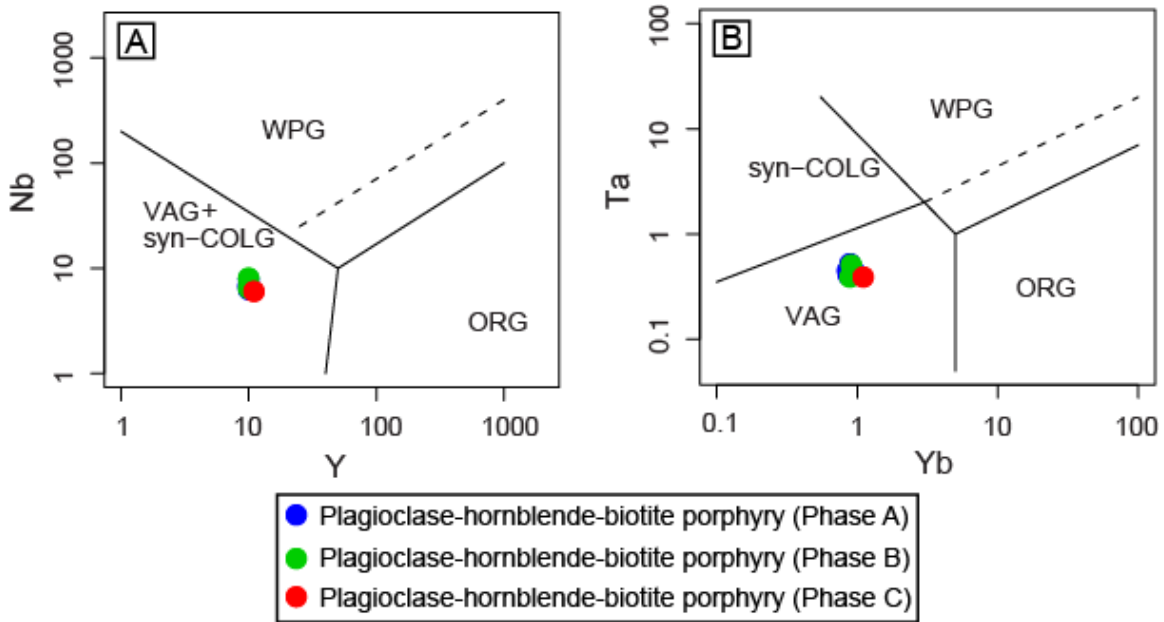 A
Nb
1000
100
10
1
WPG
VAG+
syn−COLG
ORG
1 10 100 1000
Y
B
Ta
100
10
1
0.1
WPG
syn−COLG
VAG
ORG
0.1 1 10 100
Yb
Plagioclase-hornblende-biotite porphyry (Phase A)
Plagioclase-hornblende-biotite porphyry (Phase B)
Plagioclase-hornblende-biotite porphyry (Phase C)